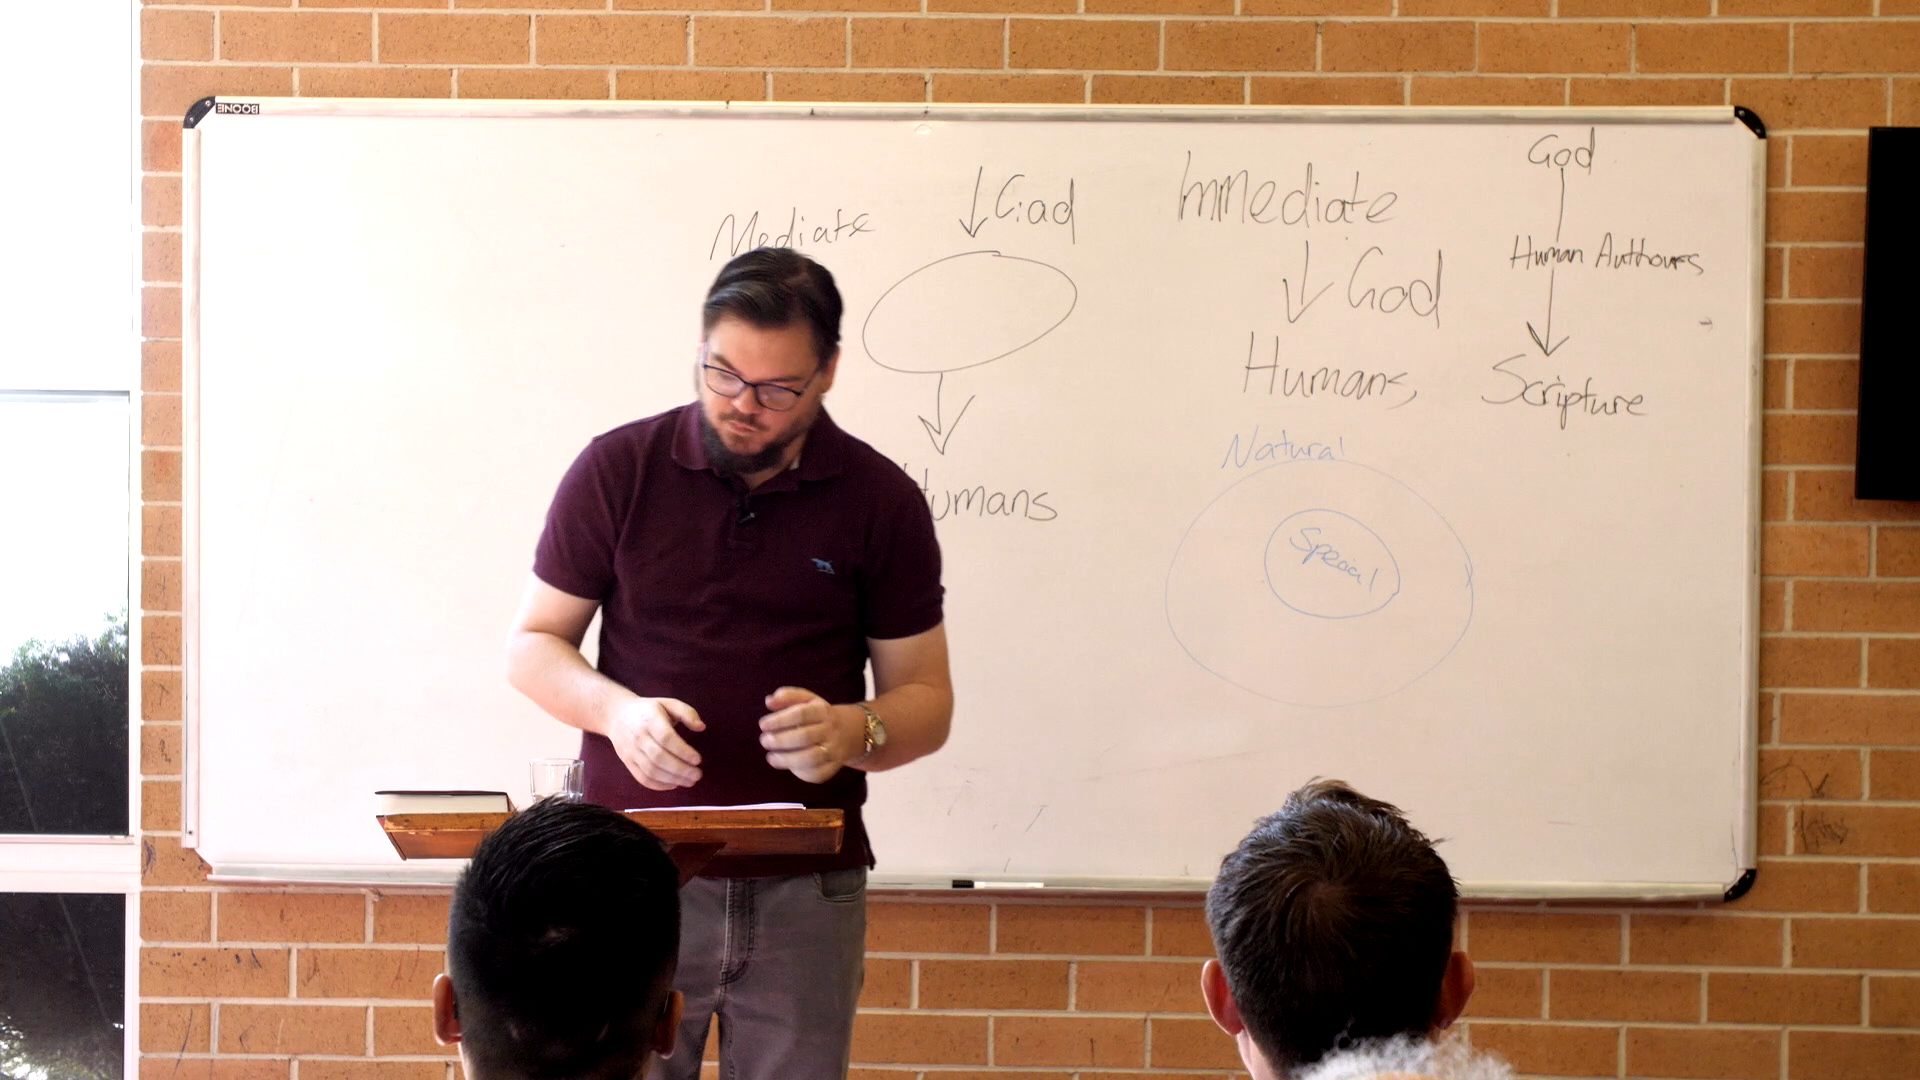 BOONE
Mediate
God
Humans
Immediate
God
Humans,
God
Human Authours
Scripture
Natural
Special